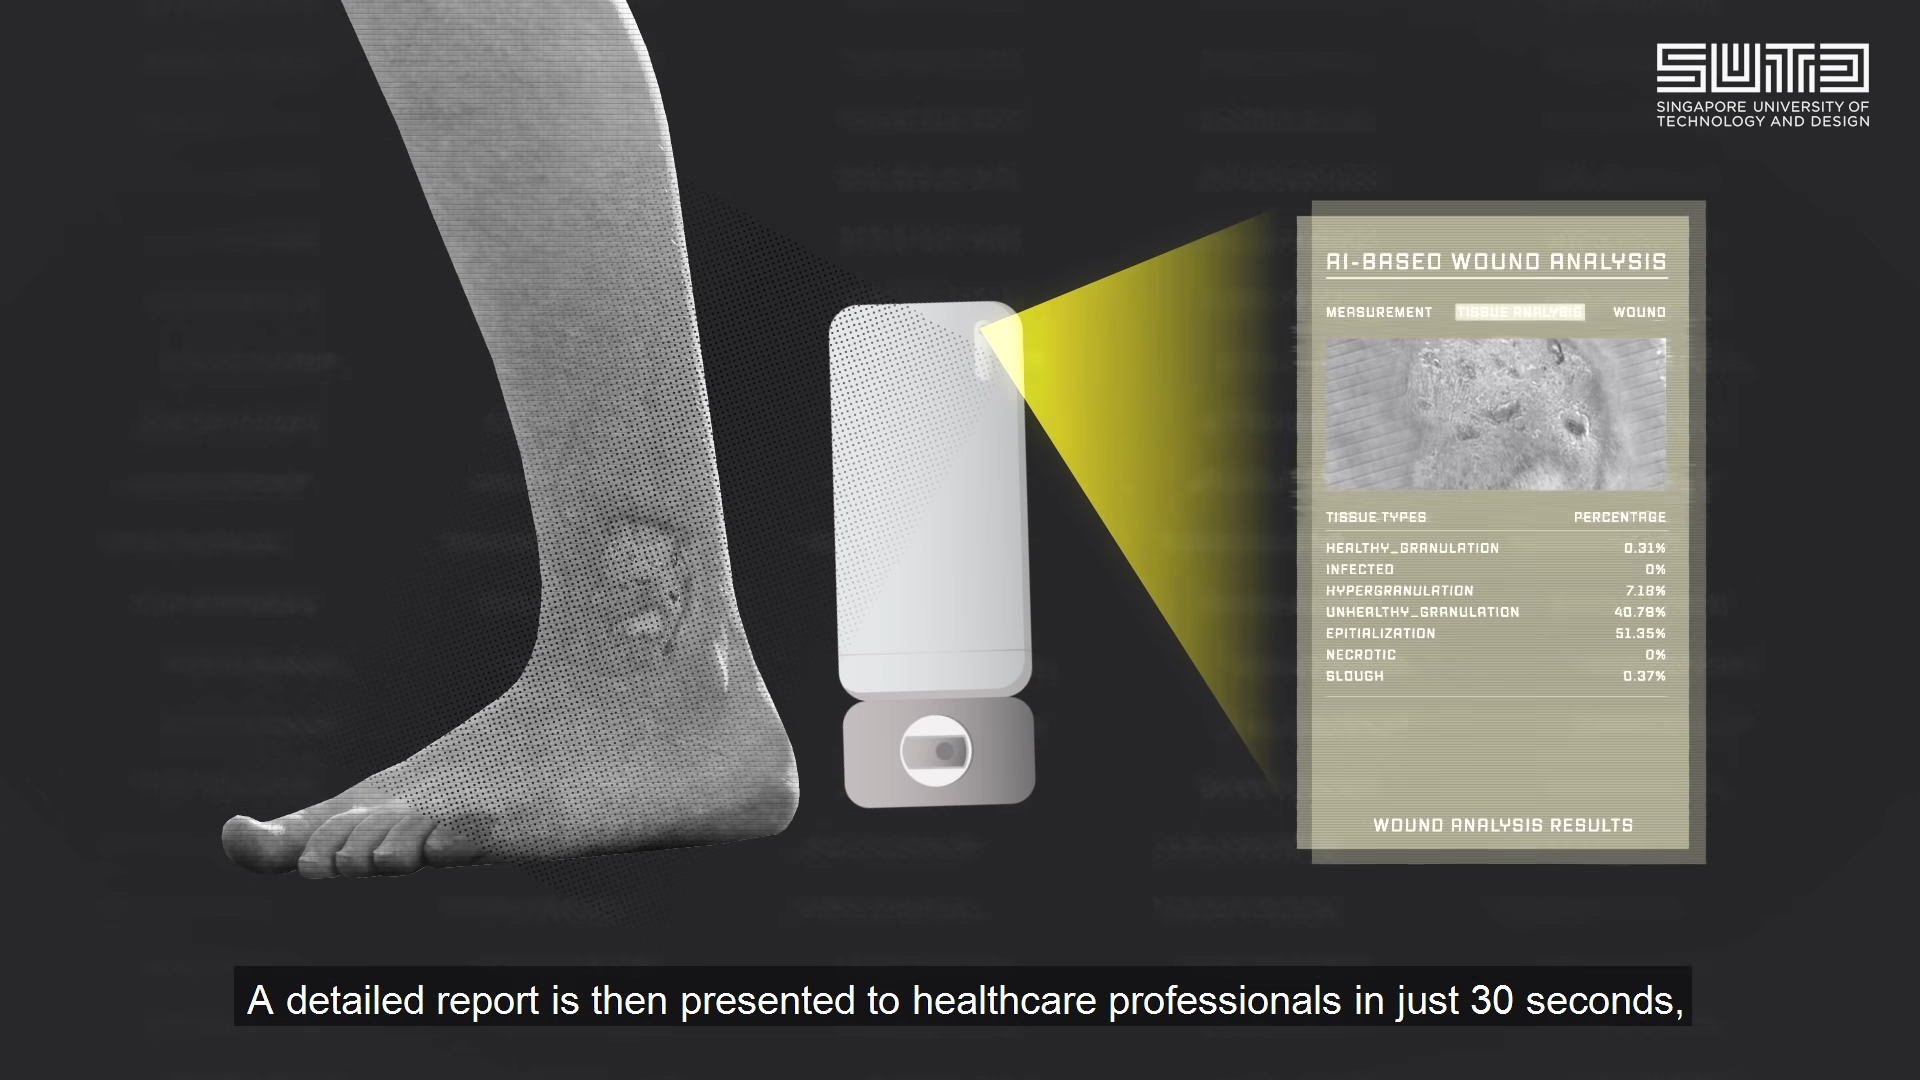 SUTD
SINGAPORE UNIVERSITY OF
TECHNOLOGY AND DESIGN
AI-BASED WOUND ANALYSIS
MEASUREMENT TISSUE ANALYSIS WOUND
TISSUE TYPES PERCENTAGE
HEALTHY_GRANULATION 0.31%
INFECTED 0%
HYPERGRANULATION 7.18%
UNHEALTHY_GRANULATION 40.78%
EPITIALIZATION 51.35%
NECROTIC 0%
SLOUGH 0.37%
WOUND ANALYSIS RESULTS
A detailed report is then presented to healthcare professionals in just 30 seconds,